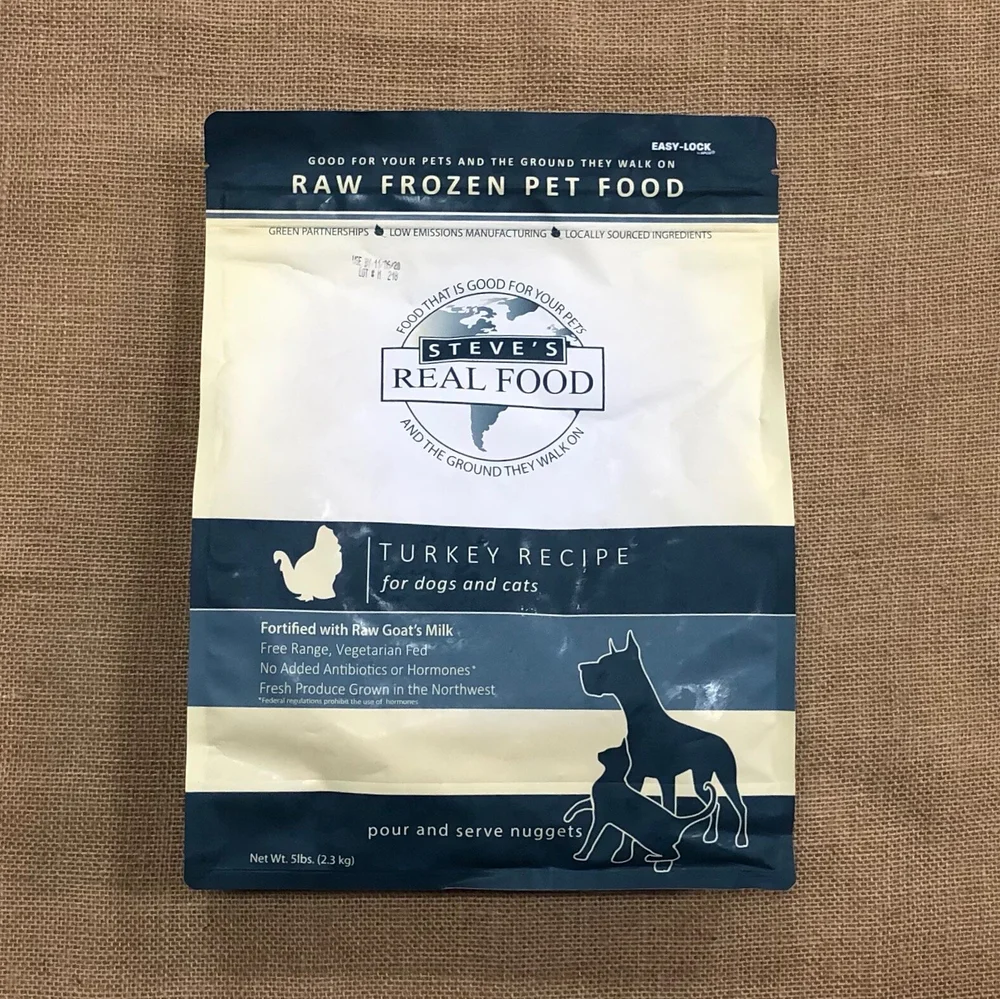 EASY-LOCK
GOOD FOR YOUR PETS AND THE GROUND THEY WALK ON
RAW FROZEN PET FOOD
GREEN PARTNERSHIPS LOW EMISSIONS MANUFACTURING LOCALLY SOURCED INGREDIENTS
LOT #
FOOD THAT IS GOOD FOR YOUR PETS
STEVE'S
REAL FOOD
AND THE GROUND THEY WALK ON
TURKEY RECIPE
for dogs and cats
Fortified with Raw Goat's Milk
Free Range, Vegetarian Fed
No Added Antibiotics or Hormones*
Fresh Produce Grown in the Northwest
*Federal regulations prohibit the use of hormones
pour and serve nuggets
Net Wt. 5lbs. (2.3 kg)